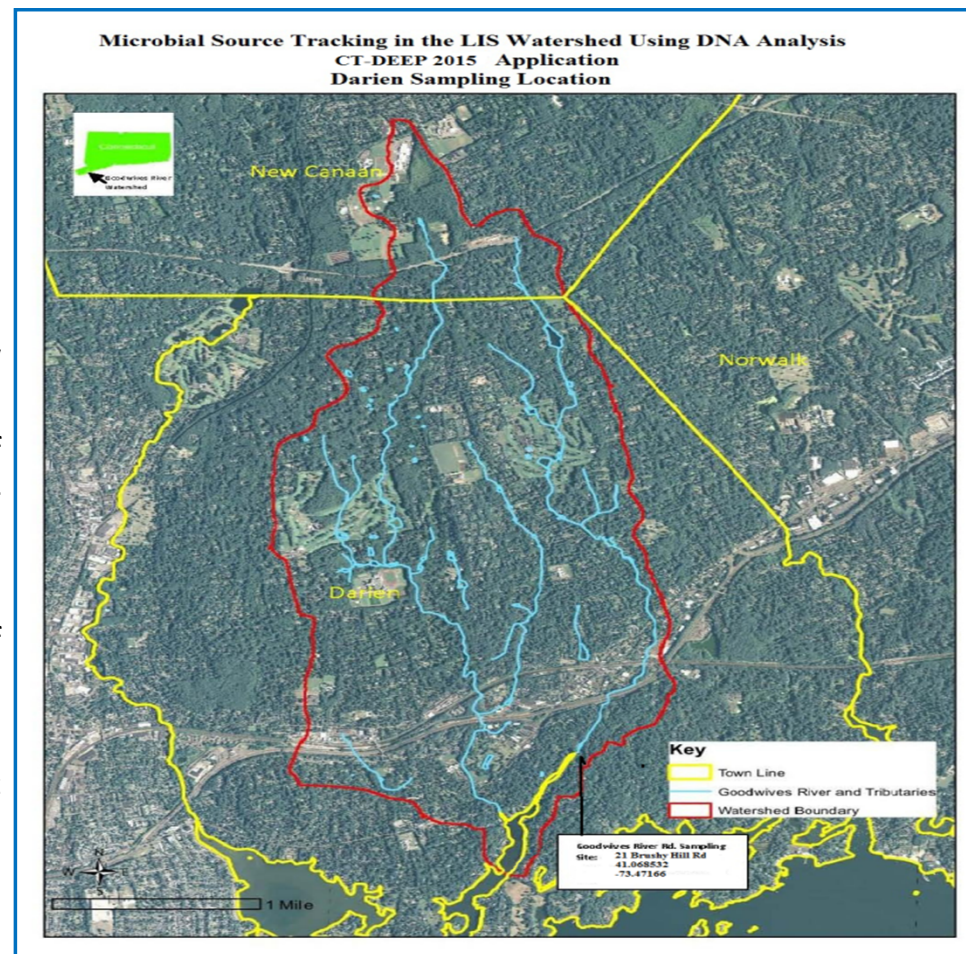 Microbial Source Tracking in the LIS Watershed Using DNA Analysis
CT-DEEP 2015 Application
Darien Sampling Location
Connecticut
Goodwives River
Watershed
New Canaan
Norwalk
Darien
Key
Town Line
Goodwives River and Tributaries
Watershed Boundary
Goodwives River Rd. Sampling
Site: 21 Brushy Hill Rd
41.068532
-73.47166
N
W
S
1 Mile